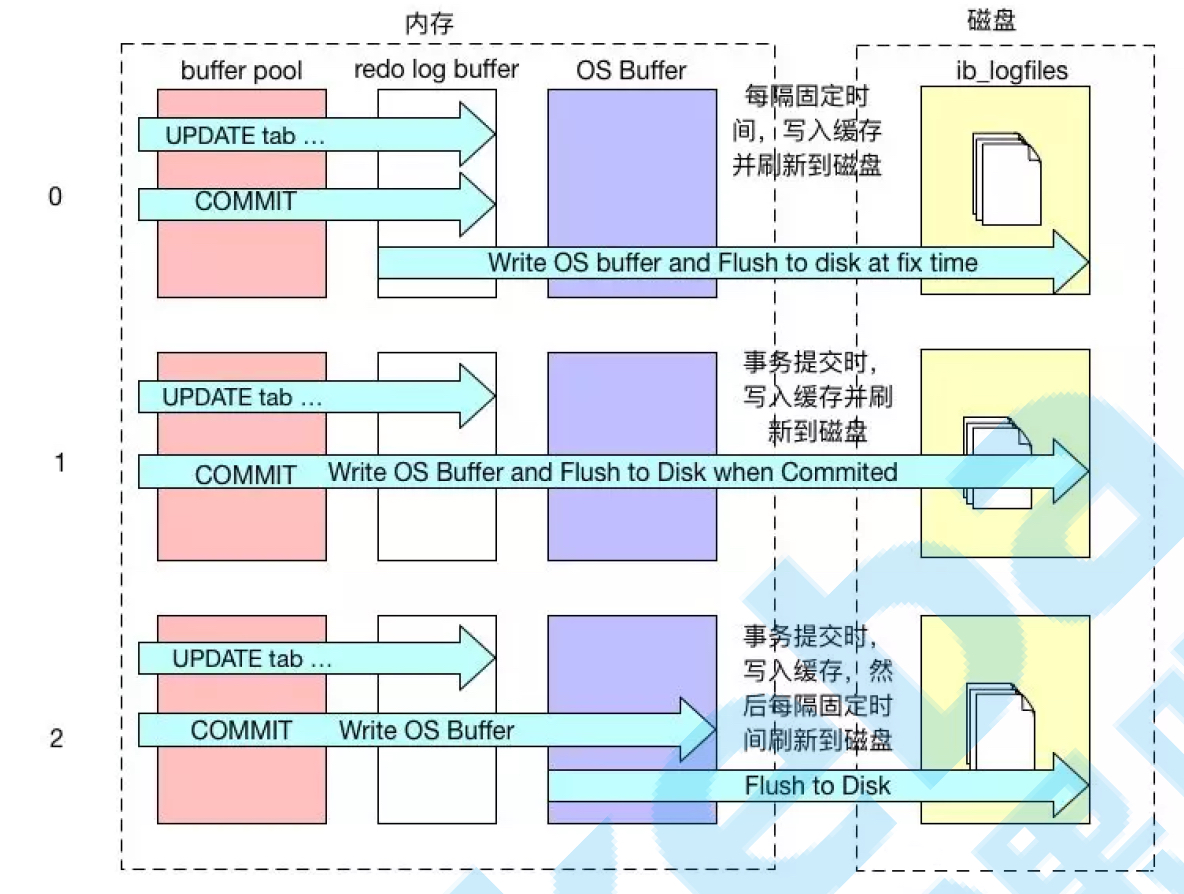 内存
磁盘
buffer pool
redo log buffer
OS Buffer
ib_logfiles
0
UPDATE tab ...
COMMIT
Write OS buffer and Flush to disk at fix time
每隔固定时
间，写入缓存
并刷新到磁盘
1
UPDATE tab ...
COMMIT
Write OS Buffer and Flush to Disk when Commited
事务提交时，
写入缓存并刷
新到磁盘
2
UPDATE tab ...
COMMIT
Write OS Buffer
事务提交时，
写入缓存，然
后每隔固定时
间刷新到磁盘
Flush to Disk